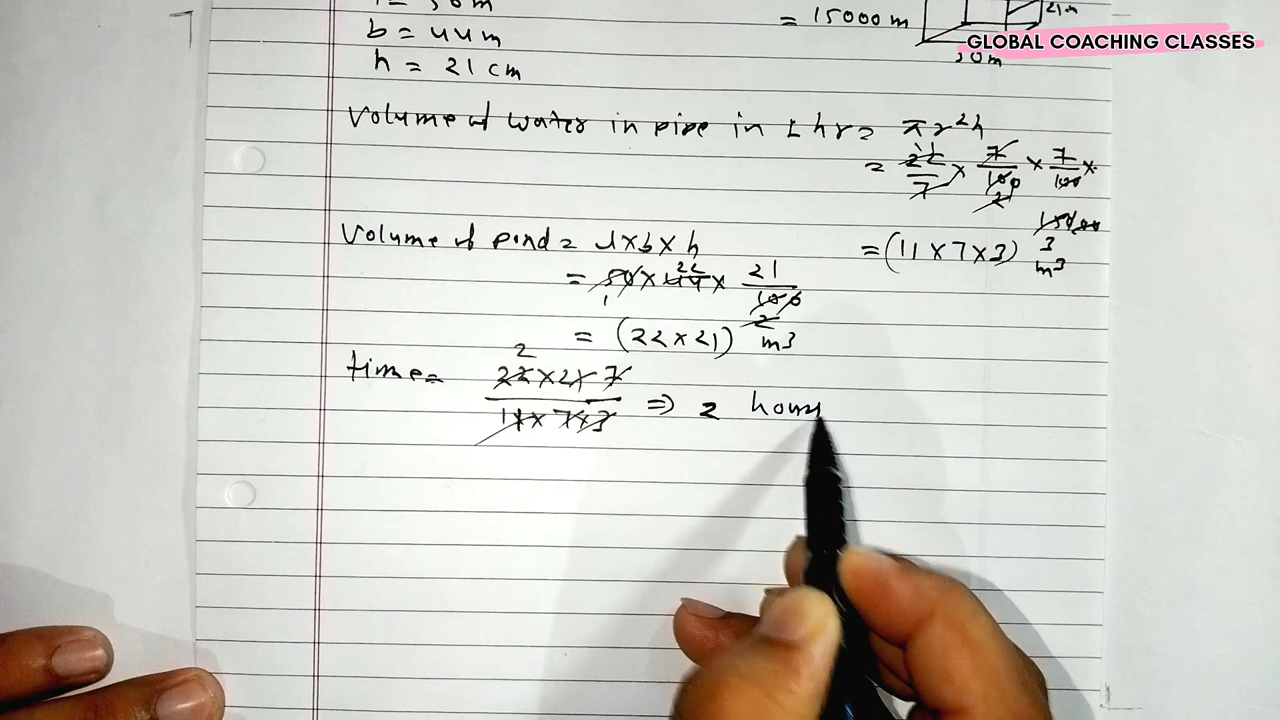 = 15000 m
21m
b = 44 m
GLOBAL COACHING CLASSES
h = 21 cm
Volume of water in pipe in 1 hr = πr²h
= 22/7 × 7/100 × 7/100 ×
15000
Volume of pond = l×b×h
= (11 × 7 × 3) m3
= 50 × 44 × 21/100
= (22 × 21) m3
time = 22 × 21 × 7 / 11 × 7 × 3 ⇒ 2 hours